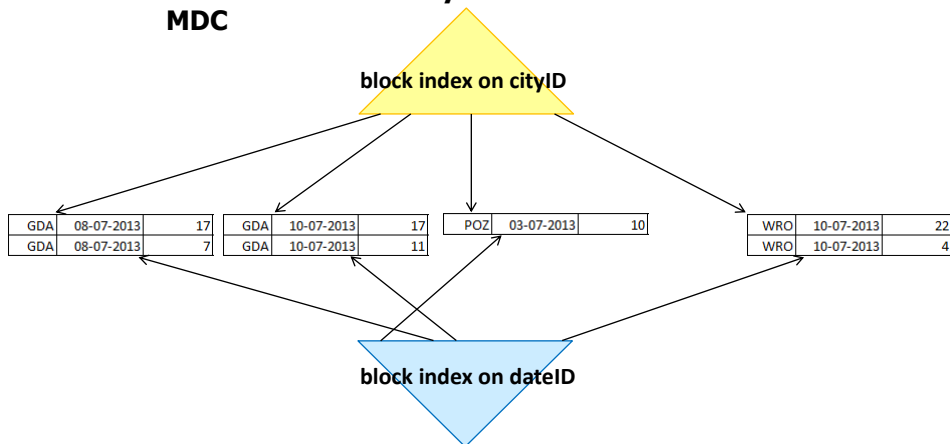 MDC
block index on cityID
GDA 08-07-2013 17
GDA 08-07-2013 7
GDA 10-07-2013 17
GDA 10-07-2013 11
POZ 03-07-2013 10
WRO 10-07-2013 22
WRO 10-07-2013 4
block index on dateID